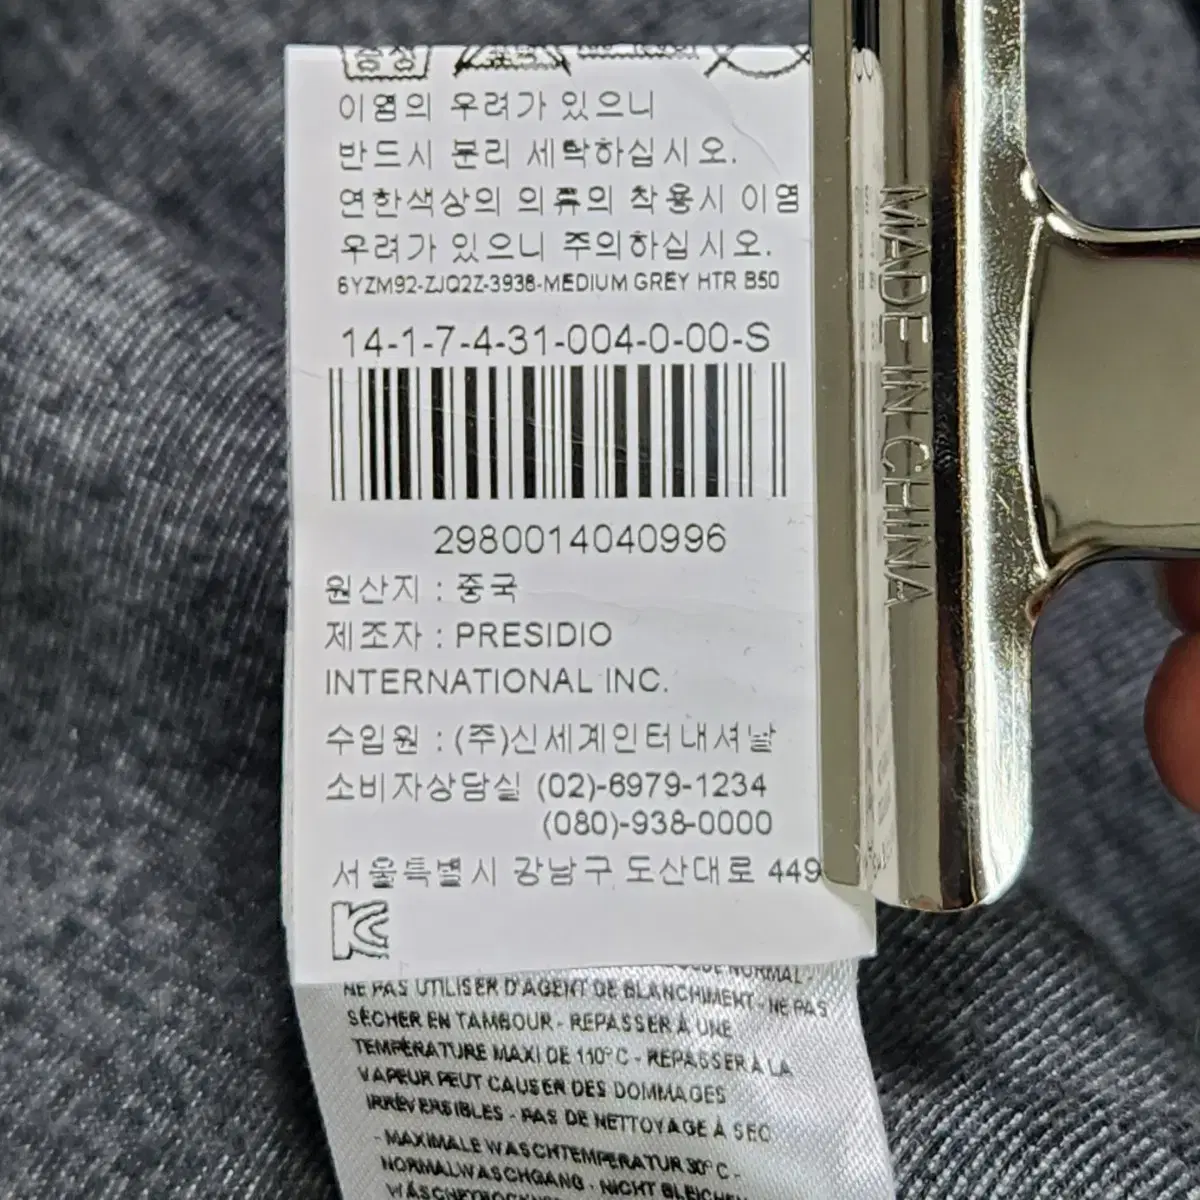 중성
이염의 우려가 있으니
반드시 분리 세탁하십시오.
연한색상의 의류의 착용시 이염
우려가 있으니 주의하십시오.
6YZM92-ZJQ2Z-3938-MEDIUM GREY HTR B50
14-1-7-4-31-004-0-00-S
2980014040996
원산지 : 중국
제조자 : PRESIDIO
INTERNATIONAL INC.
수입원 : (주)신세계인터내셔날
소비자상담실 (02)-6979-1234
(080)-938-0000
서울특별시 강남구 도산대로 449
MADE IN CHINA
NORMAL -
NE PAS UTILISER D'AGENT DE BLANCHIMENT - NE PAS
SÉCHER EN TAMBOUR - REPASSER À UNE
TEMPÉRATURE MAXI DE 110°C - REPASSER À LA
VAPEUR PEUT CAUSER DES DOMMAGES
IRRÉVERSIBLES - PAS DE NETTOYAGE À SEC
- MAXIMALE WASCHTEMPERATUR 30°C -
NORMALWASCHGANG - NICHT BLEICHEN